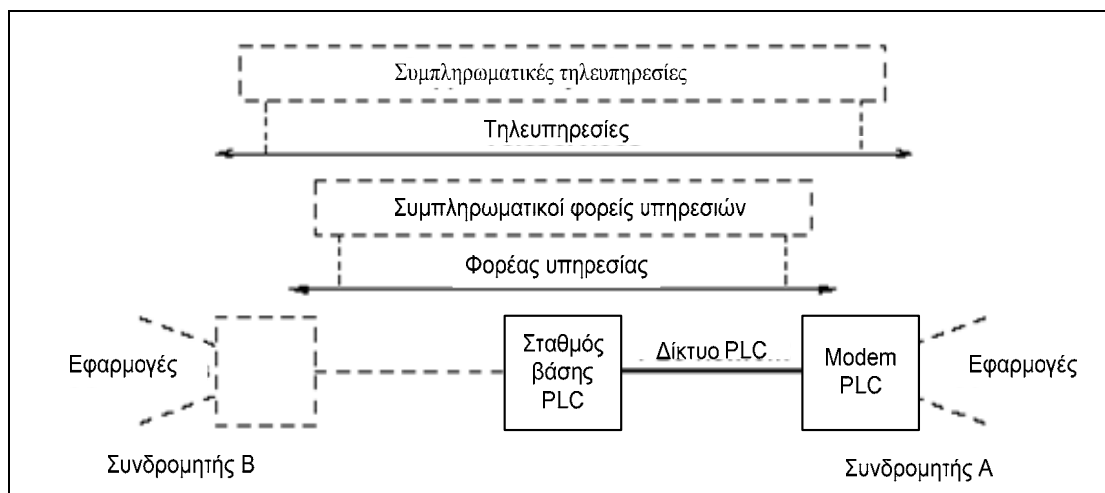 Συμπληρωματικές τηλευπηρεσίες
Τηλευπηρεσίες
Συμπληρωματικοί φορείς υπηρεσιών
Φορέας υπηρεσίας
Εφαρμογές
Σταθμός
βάσης
PLC
Δίκτυο PLC
Modem
PLC
Εφαρμογές
Συνδρομητής Β
Συνδρομητής Α